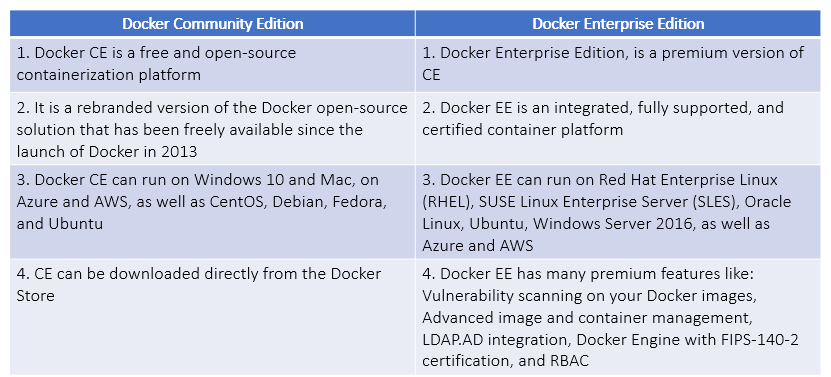 Docker Community Edition
Docker Enterprise Edition
1. Docker CE is a free and open-source
containerization platform
1. Docker Enterprise Edition, is a premium version of
CE
2. It is a rebranded version of the Docker open-source
solution that has been freely available since the
launch of Docker in 2013
2. Docker EE is an integrated, fully supported, and
certified container platform
3. Docker CE can run on Windows 10 and Mac, on
Azure and AWS, as well as CentOS, Debian, Fedora,
and Ubuntu
3. Docker EE can run on Red Hat Enterprise Linux
(RHEL), SUSE Linux Enterprise Server (SLES), Oracle
Linux, Ubuntu, Windows Server 2016, as well as
Azure and AWS
4. CE can be downloaded directly from the Docker
Store
4. Docker EE has many premium features like:
Vulnerability scanning on your Docker images,
Advanced image and container management,
LDAP.AD integration, Docker Engine with FIPS-140-2
certification, and RBAC